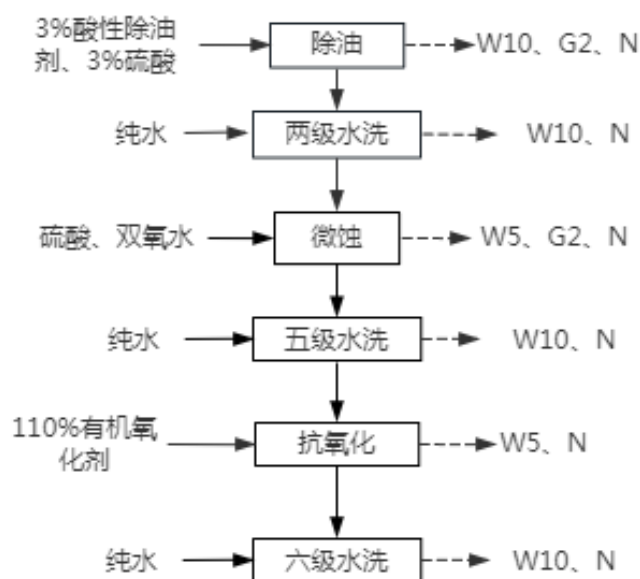 3%酸性除油
剂、3%硫酸
除油
W10、G2、N
纯水
两级水洗
W10、N
硫酸、双氧水
微蚀
W5、G2、N
纯水
五级水洗
W10、N
110%有机氧
化剂
抗氧化
W5、N
纯水
六级水洗
W10、N